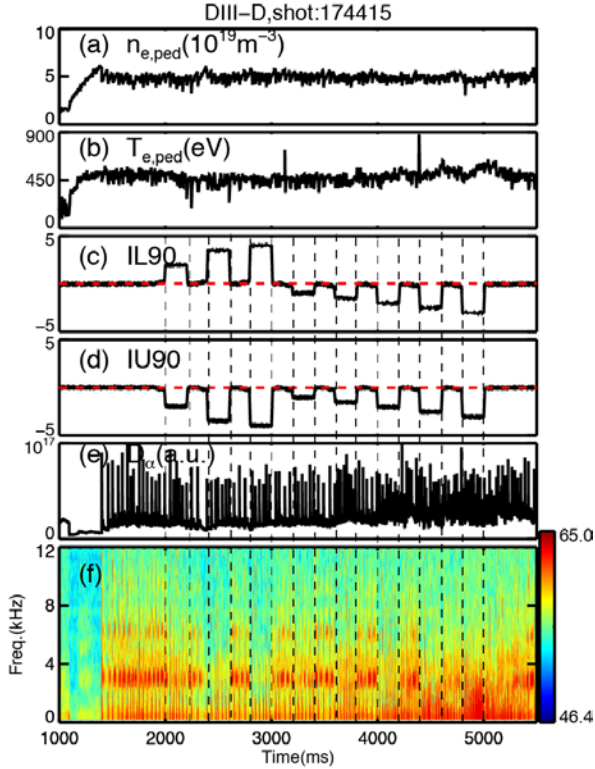 DIII-D,shot:174415
10
(a) n_e,ped(10^19 m^-3)
5
0
900
(b) T_e,ped(eV)
450
0
5
(c) IL90
-5
5
(d) IU90
-5
10^17
(e) D_α(a.u.)
0
65.0
12
(f)
8
Freq.(kHz)
4
0
46.4
1000 2000 3000 4000 5000
Time(ms)